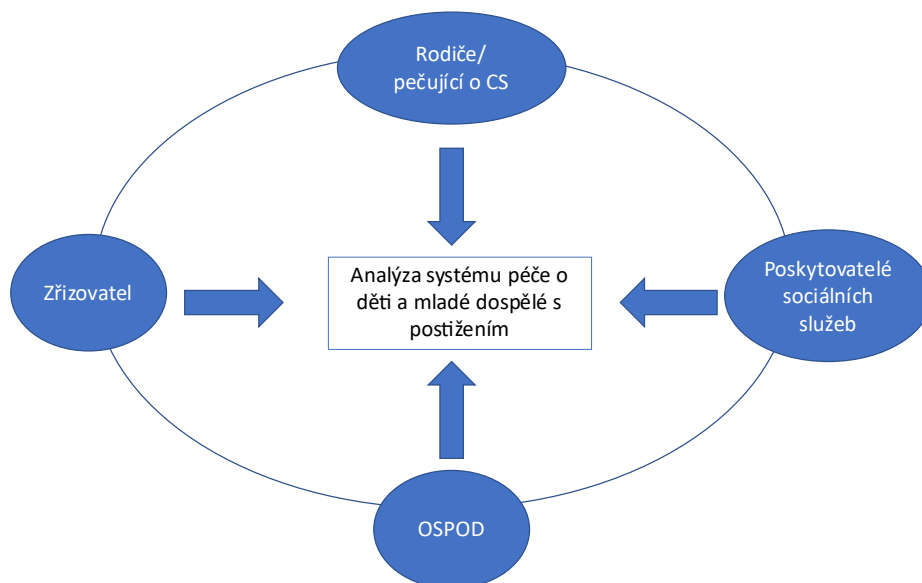 Rodiče/
pečující o CS
Zřizovatel
Analýza systému péče o
děti a mladé dospělé s
postižením
Poskytovatelé
sociálních
služeb
OSPOD